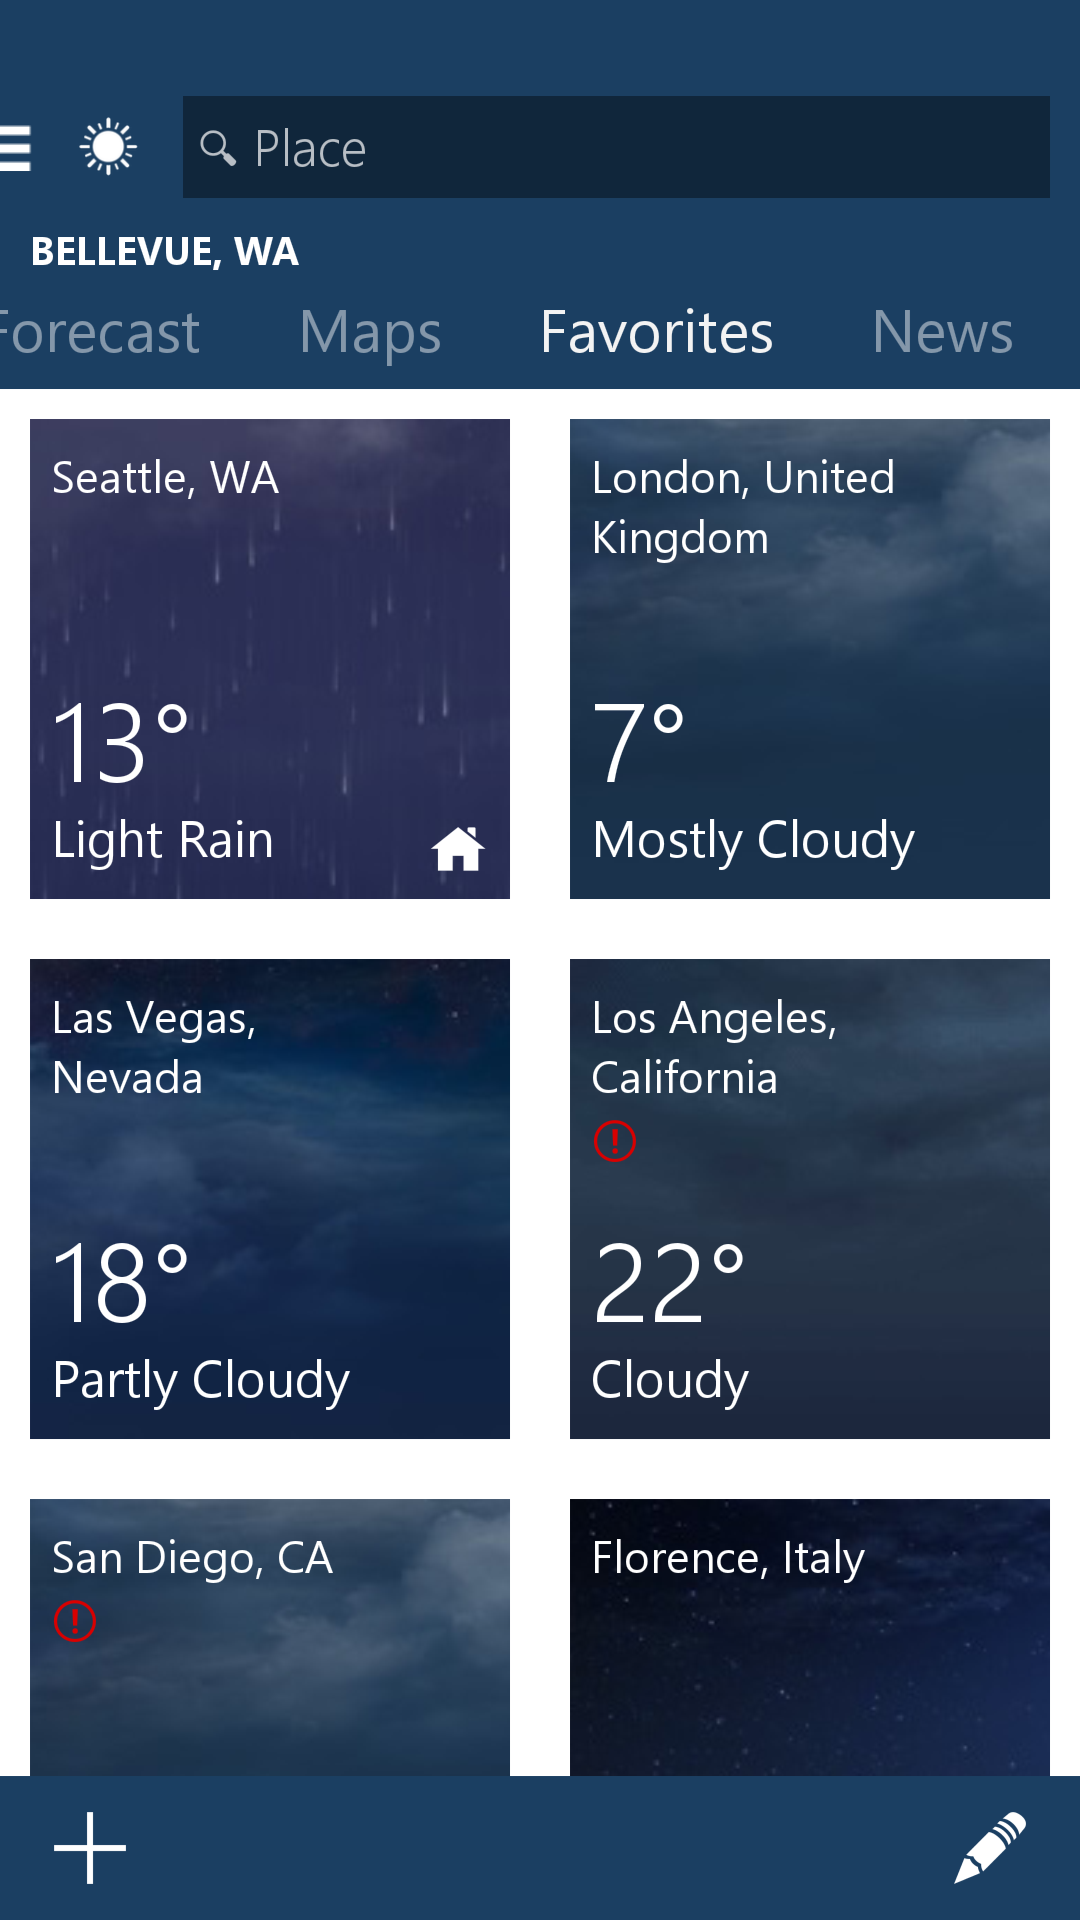 Place
BELLEVUE, WA
Forecast Maps Favorites News
Seattle, WA
13°
Light Rain
London, United
Kingdom
7°
Mostly Cloudy
Las Vegas,
Nevada
18°
Partly Cloudy
Los Angeles,
California
22°
Cloudy
San Diego, CA
Florence, Italy